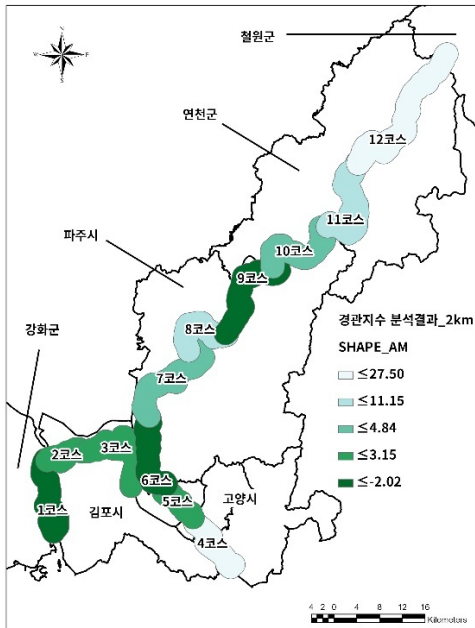 철원군
N
W
E
S
연천군
12코스
11코스
파주시
10코스
9코스
경관지수 분석결과_2km
강화군
8코스
SHAPE_AM
≤27.50
7코스
≤11.15
≤4.84
3코스
2코스
≤3.15
6코스
≤-2.02
5코스
고양시
1코스
김포시
4코스
4 2 0 4 8 12 16
Kilometers